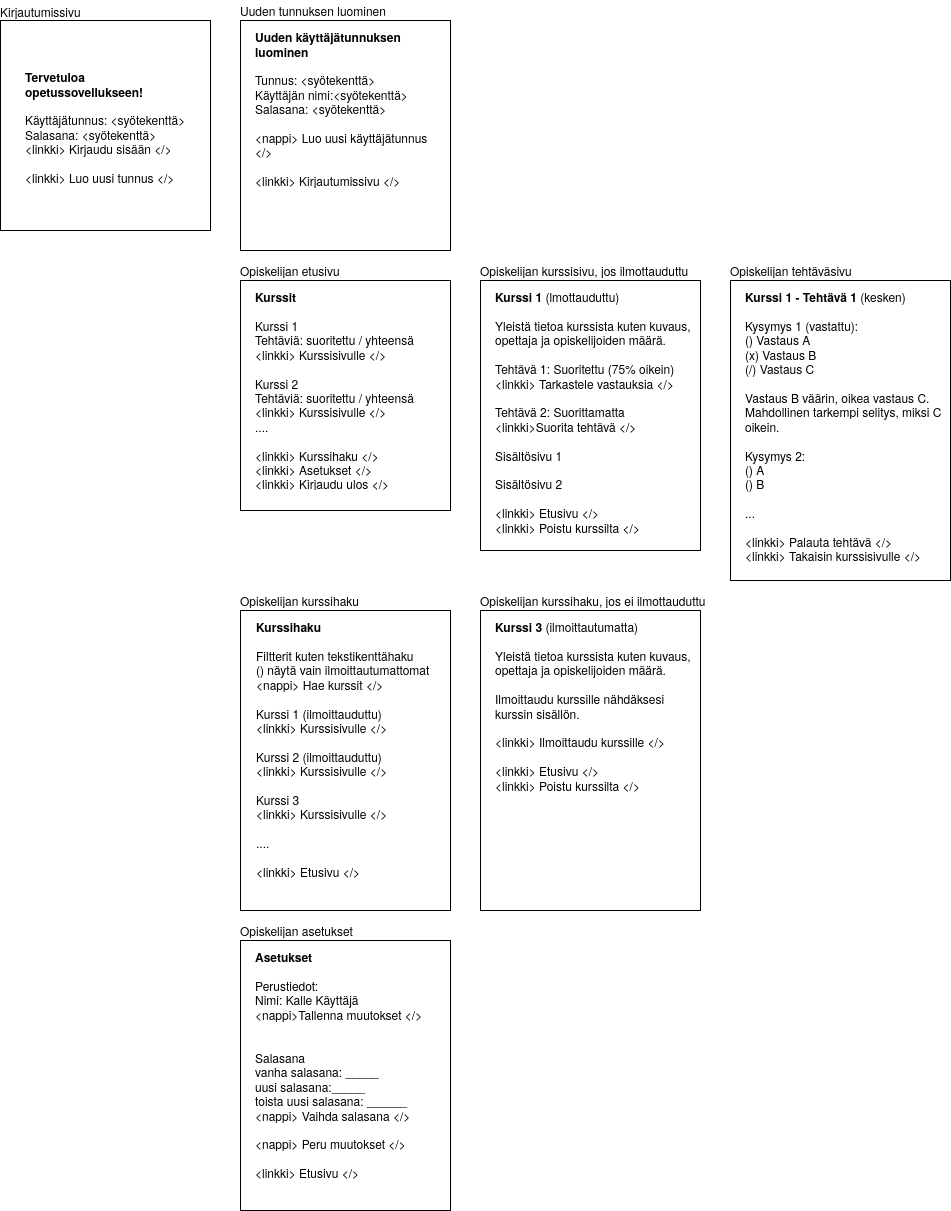 Kirjautumissivu
Tervetuloa
opetussovellukseen!
Käyttäjätunnus: <syötekenttä>
Salasana: <syötekenttä>
<linkki> Kirjaudu sisään </>
<linkki> Luo uusi tunnus </>
Uuden tunnuksen luominen
Uuden käyttäjätunnuksen
luominen
Tunnus: <syötekenttä>
Käyttäjän nimi:<syötekenttä>
Salasana: <syötekenttä>
<nappi> Luo uusi käyttäjätunnus
</>
<linkki> Kirjautumissivu </>
Opiskelijan etusivu
Kurssit
Kurssi 1
Tehtäviä: suoritettu / yhteensä
<linkki> Kurssisivulle </>
Kurssi 2
Tehtäviä: suoritettu / yhteensä
<linkki> Kurssisivulle </>
....
<linkki> Kurssihaku </>
<linkki> Asetukset </>
<linkki> Kirjaudu ulos </>
Opiskelijan kurssisivu, jos ilmottauduttu
Kurssi 1 (Imottauduttu)
Yleistä tietoa kurssista kuten kuvaus,
opettaja ja opiskelijoiden määrä.
Tehtävä 1: Suoritettu (75% oikein)
<linkki> Tarkastele vastauksia </>
Tehtävä 2: Suorittamatta
<linkki>Suorita tehtävä </>
Sisältösivu 1
Sisältösivu 2
<linkki> Etusivu </>
<linkki> Poistu kurssilta </>
Opiskelijan tehtäväsivu
Kurssi 1 - Tehtävä 1 (kesken)
Kysymys 1 (vastattu):
() Vastaus A
(x) Vastaus B
(/) Vastaus C
Vastaus B väärin, oikea vastaus C.
Mahdollinen tarkempi selitys, miksi C
oikein.
Kysymys 2:
() A
() B
...
<linkki> Palauta tehtävä </>
<linkki> Takaisin kurssisivulle </>
Opiskelijan kurssihaku
Kurssihaku
Filtterit kuten tekstikenttähaku
() näytä vain ilmoittautumattomat
<nappi> Hae kurssit </>
Kurssi 1 (ilmoittauduttu)
<linkki> Kurssisivulle </>
Kurssi 2 (ilmoittauduttu)
<linkki> Kurssisivulle </>
Kurssi 3
<linkki> Kurssisivulle </>
....
<linkki> Etusivu </>
Opiskelijan kurssihaku, jos ei ilmottauduttu
Kurssi 3 (ilmoittautumatta)
Yleistä tietoa kurssista kuten kuvaus,
opettaja ja opiskelijoiden määrä.
Ilmoittaudu kurssille nähdäksesi
kurssin sisällön.
<linkki> Ilmoittaudu kurssille </>
<linkki> Etusivu </>
<linkki> Poistu kurssilta </>
Opiskelijan asetukset
Asetukset
Perustiedot:
Nimi: Kalle Käyttäjä
<nappi>Tallenna muutokset </>
Salasana
vanha salasana: _____
uusi salasana:_____
toista uusi salasana: ______
<nappi> Vaihda salasana </>
<nappi> Peru muutokset </>
<linkki> Etusivu </>